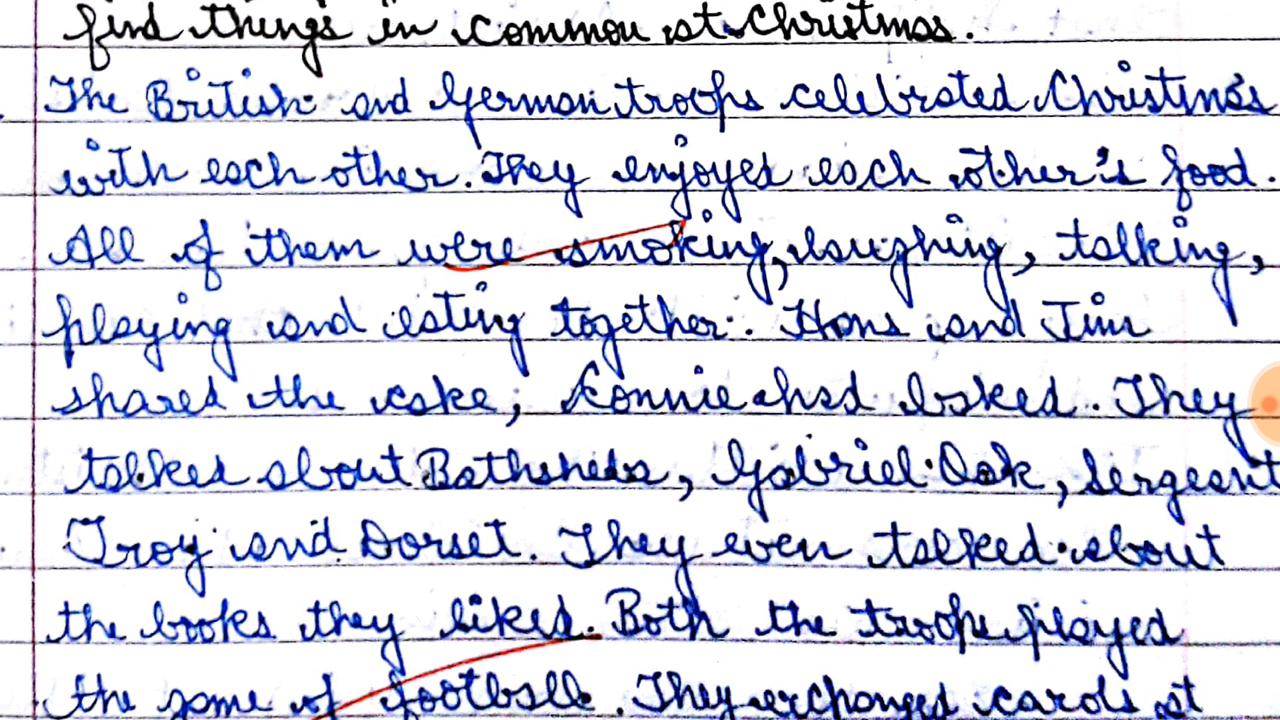 find things in common at Christmas.
The British and German troops celebrated Christmas
with each other. They enjoyed each other's food.
All of them were smoking, laughing, talking,
playing and eating together. Hans and Jim
shared the cake, Connie had baked. They
talked about Bathsheba, Gabriel Oak, Sergeant
Troy and Dorset. They even talked about
the books they liked. Both the troops played
the game of football. They exchanged carols at